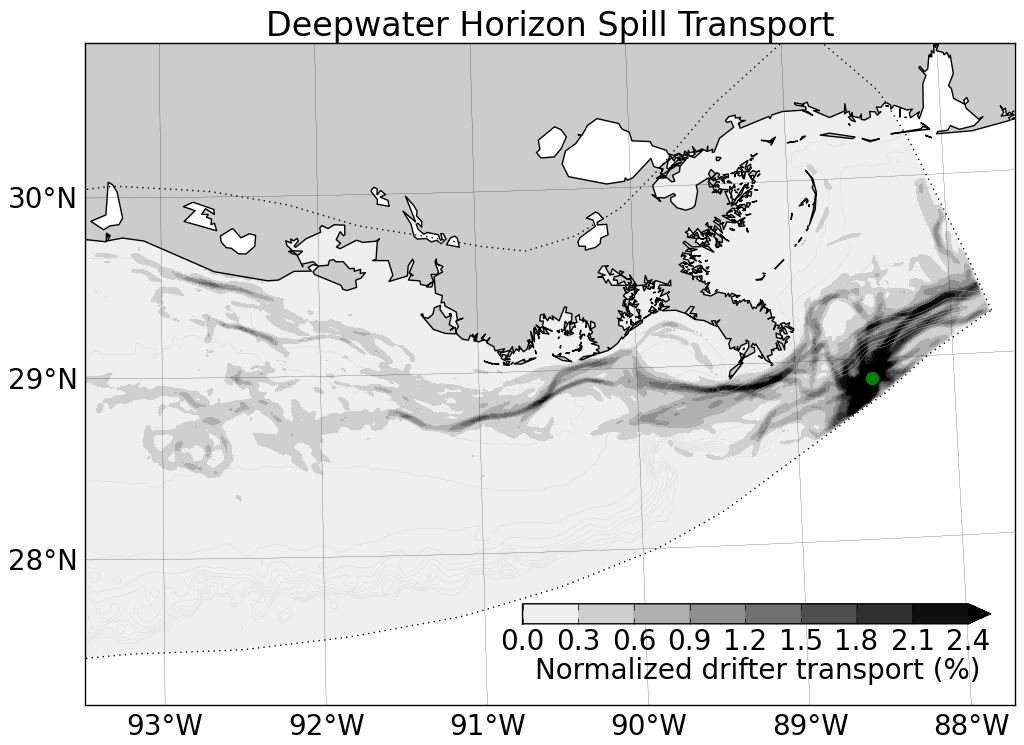 Deepwater Horizon Spill Transport
30°N
29°N
28°N
0.0 0.3 0.6 0.9 1.2 1.5 1.8 2.1 2.4
Normalized drifter transport (%)
93°W 92°W 91°W 90°W 89°W 88°W